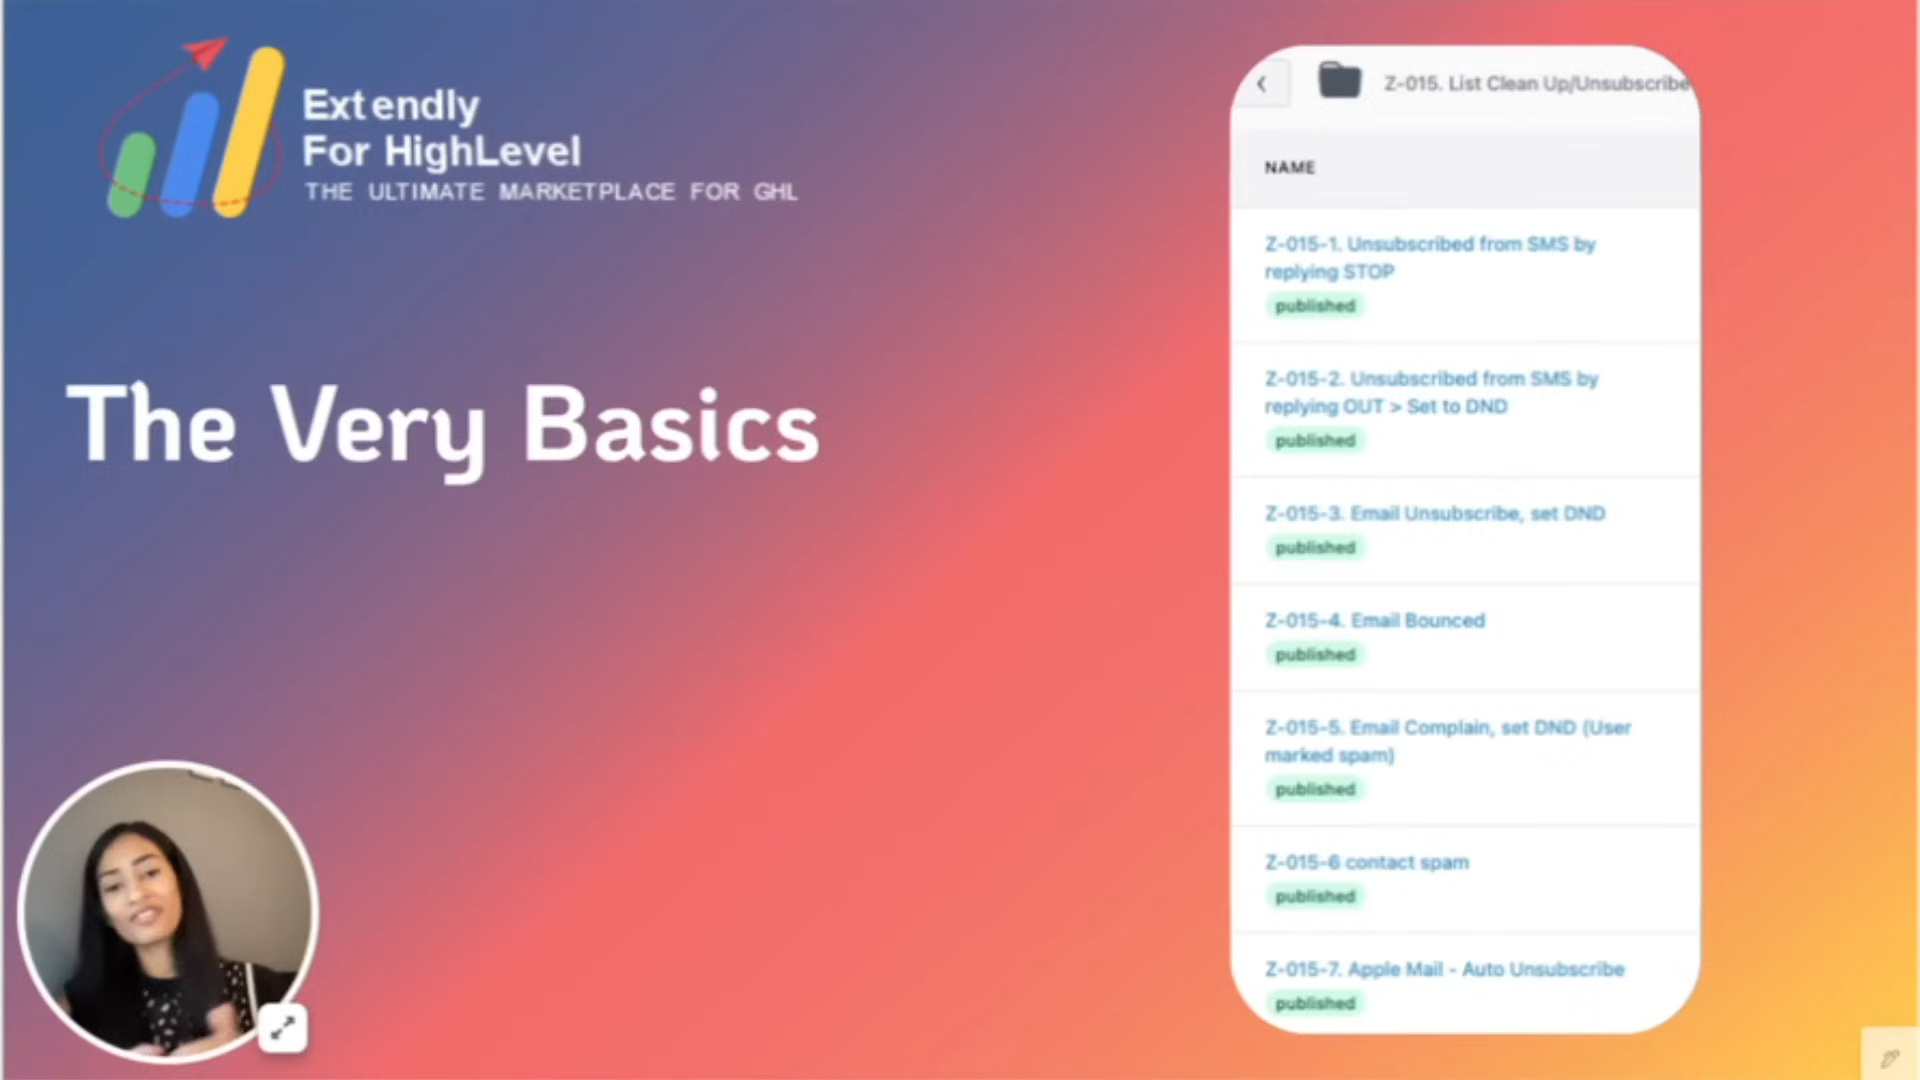 Extendly
For HighLevel
THE ULTIMATE MARKETPLACE FOR GHL
The Very Basics
Z-015. List Clean Up/Unsubscribe
NAME
Z-015-1. Unsubscribed from SMS by
replying STOP
published
Z-015-2. Unsubscribed from SMS by
replying OUT > Set to DND
published
Z-015-3. Email Unsubscribe, set DND
published
Z-015-4. Email Bounced
published
Z-015-5. Email Complain, set DND (User
marked spam)
published
Z-015-6 contact spam
published
Z-015-7. Apple Mail - Auto Unsubscribe
published